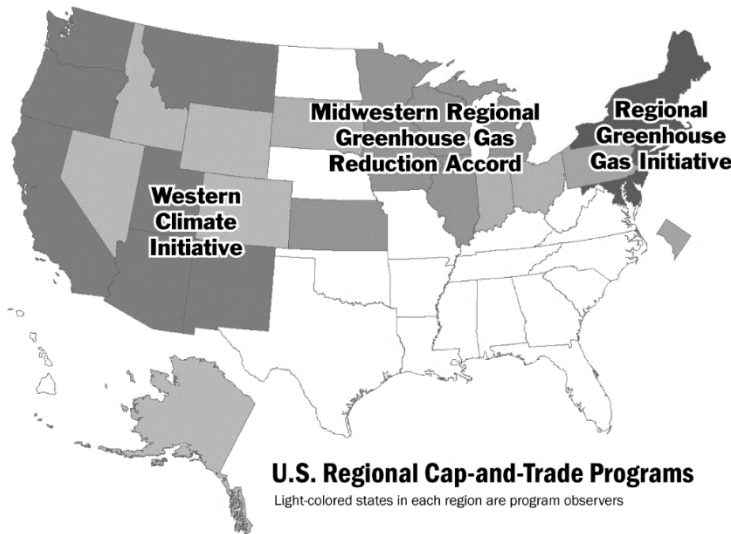 Midwestern Regional
Greenhouse Gas
Reduction Accord
Regional
Greenhouse
Gas Initiative
Western
Climate
Initiative
U.S. Regional Cap-and-Trade Programs
Light-colored states in each region are program observers